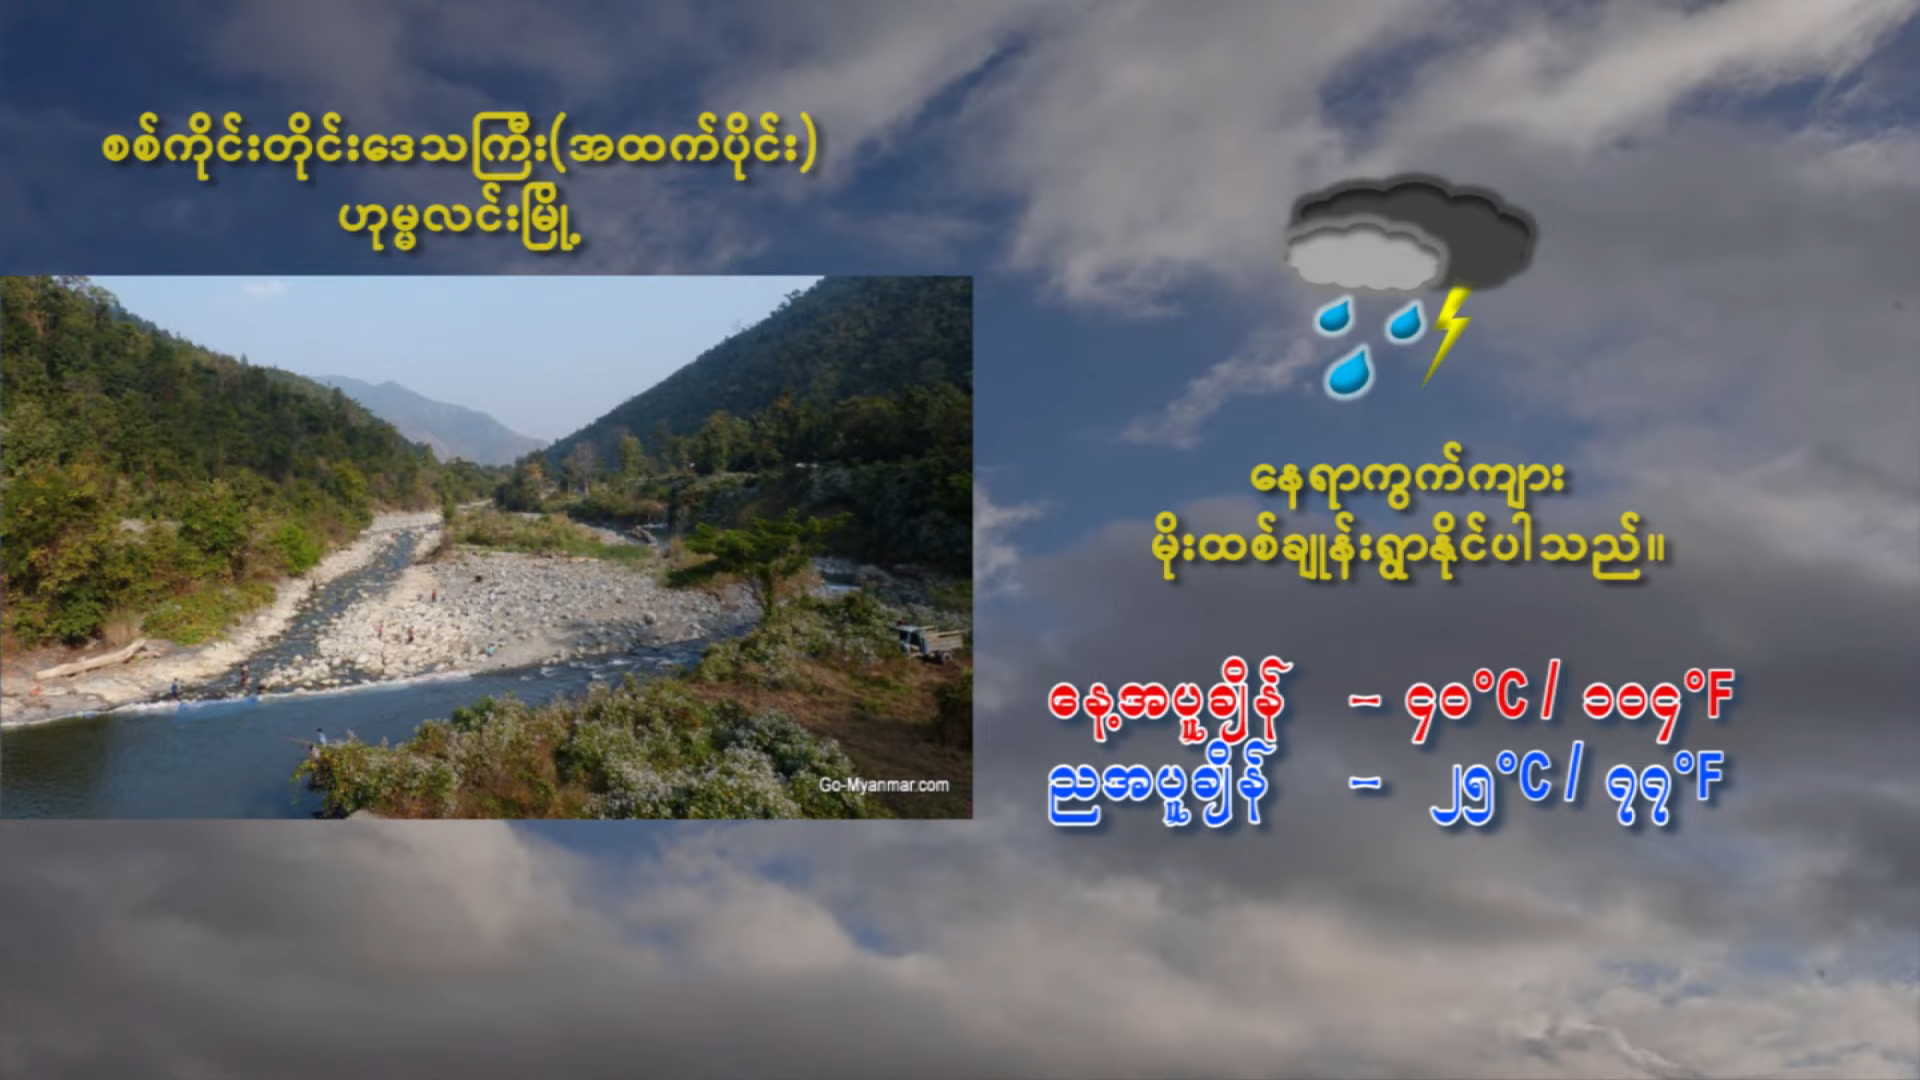 စစ်ကိုင်းတိုင်းဒေသကြီး(အထက်ပိုင်း)
ဟုမ္မလင်းမြို့
Go-Myanmar.com
နေရာကွက်ကျား
မိုးထစ်ချုန်းရွာနိုင်ပါသည်။
နေ့အပူချိန် - ၄၀°C / ၁၀၄°F
ညအပူချိန် - ၂၅°C / ၇၇°F